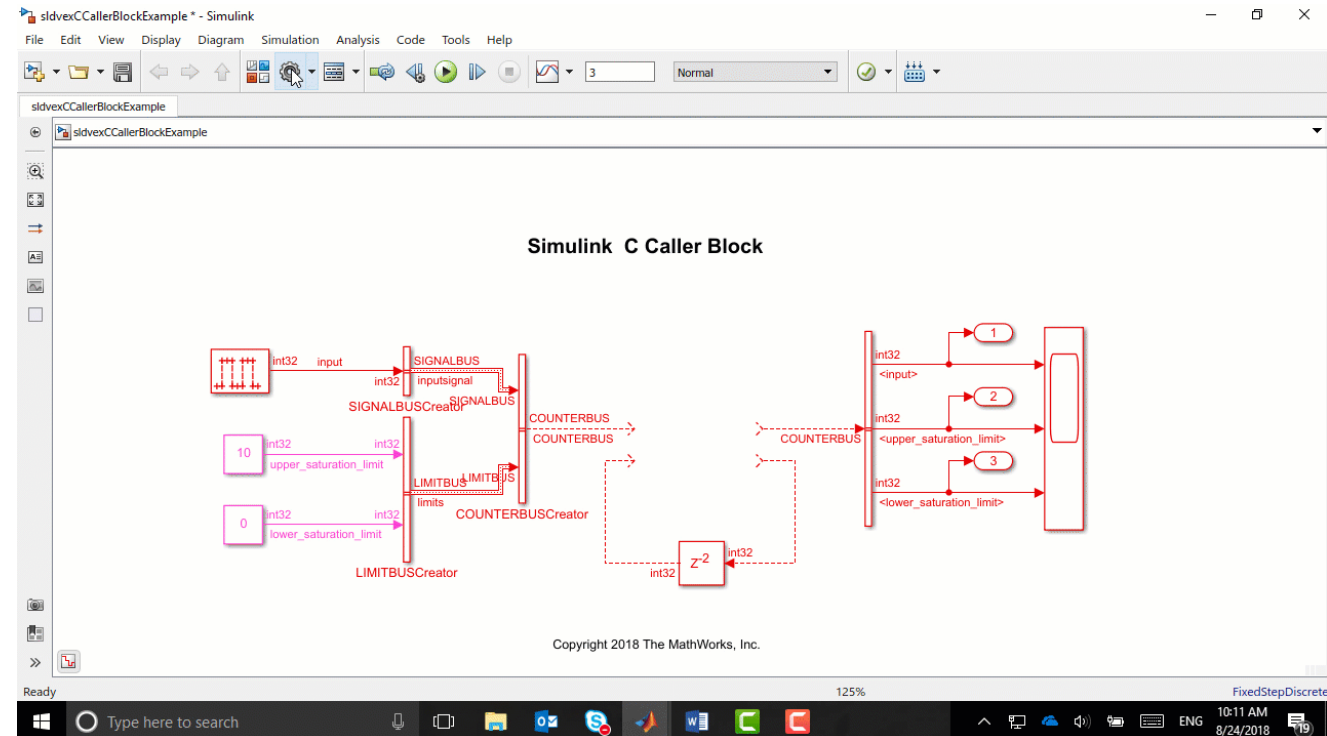 sldvexCCallerBlockExample * - Simulink
File Edit View Display Diagram Simulation Analysis Code Tools Help
3 Normal
sldvexCCallerBlockExample
sldvexCCallerBlockExample
Simulink C Caller Block
int32 input
int32
SIGNALBUS
inputsignal
SIGNALBUSCreator
SIGNALBUS
10
int32
upper_saturation_limit
int32
0
int32
lower_saturation_limit
int32
LIMITBUS
limits
LIMITBUS
LIMITBUSCreator
COUNTERBUS
COUNTERBUS
COUNTERBUSCreator
int32
Z-2
int32
COUNTERBUS
int32
<input>
1
int32
<upper_saturation_limit>
2
int32
<lower_saturation_limit>
3
Copyright 2018 The MathWorks, Inc.
Ready 125% FixedStepDiscrete
Type here to search
ENG
10:11 AM
8/24/2018
19